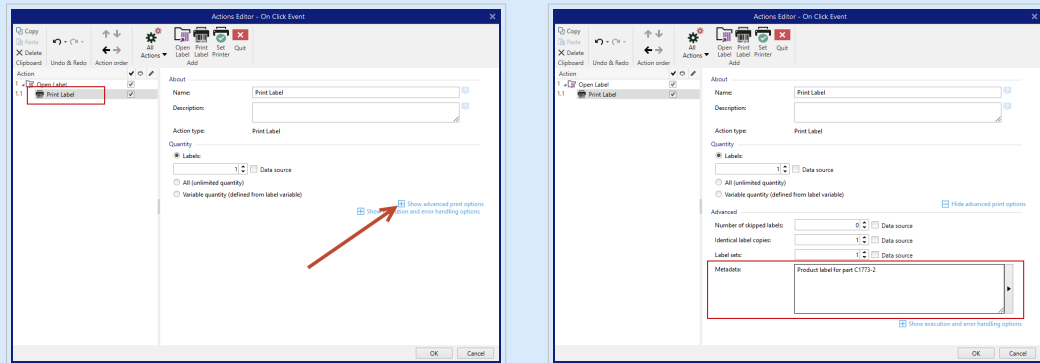 Actions Editor - On Click Event
Copy
Paste
Delete
Clipboard
Undo & Redo
Action order
All
Actions
Open
Label
Print
Label
Set
Printer
Quit
Add
Action
1 Open Label
1.1 Print Label
About
Name: Print Label
Description:
Action type: Print Label
Quantity
Labels:
1 Data source
All (unlimited quantity)
Variable quantity (defined from label variable)
Show advanced print options
Show execution and error handling options
OK Cancel
Actions Editor - On Click Event
Copy
Paste
Delete
Clipboard
Undo & Redo
Action order
All
Actions
Open
Label
Print
Label
Set
Printer
Quit
Add
Action
1 Open Label
1.1 Print Label
About
Name: Print Label
Description:
Action type: Print Label
Quantity
Labels:
1 Data source
All (unlimited quantity)
Variable quantity (defined from label variable)
Hide advanced print options
Advanced
Number of skipped labels: 0 Data source
Identical label copies: 1 Data source
Label sets: 1 Data source
Metadata: Product label for part C1773-2
Show execution and error handling options
OK Cancel